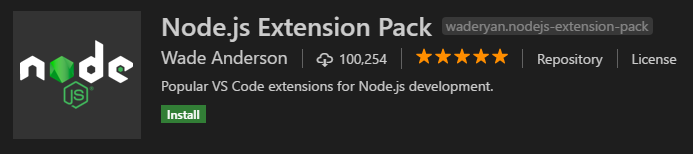 node
JS
Node.js Extension Pack waderyan.nodejs-extension-pack
Wade Anderson 100,254 Repository License
Popular VS Code extensions for Node.js development.
Install